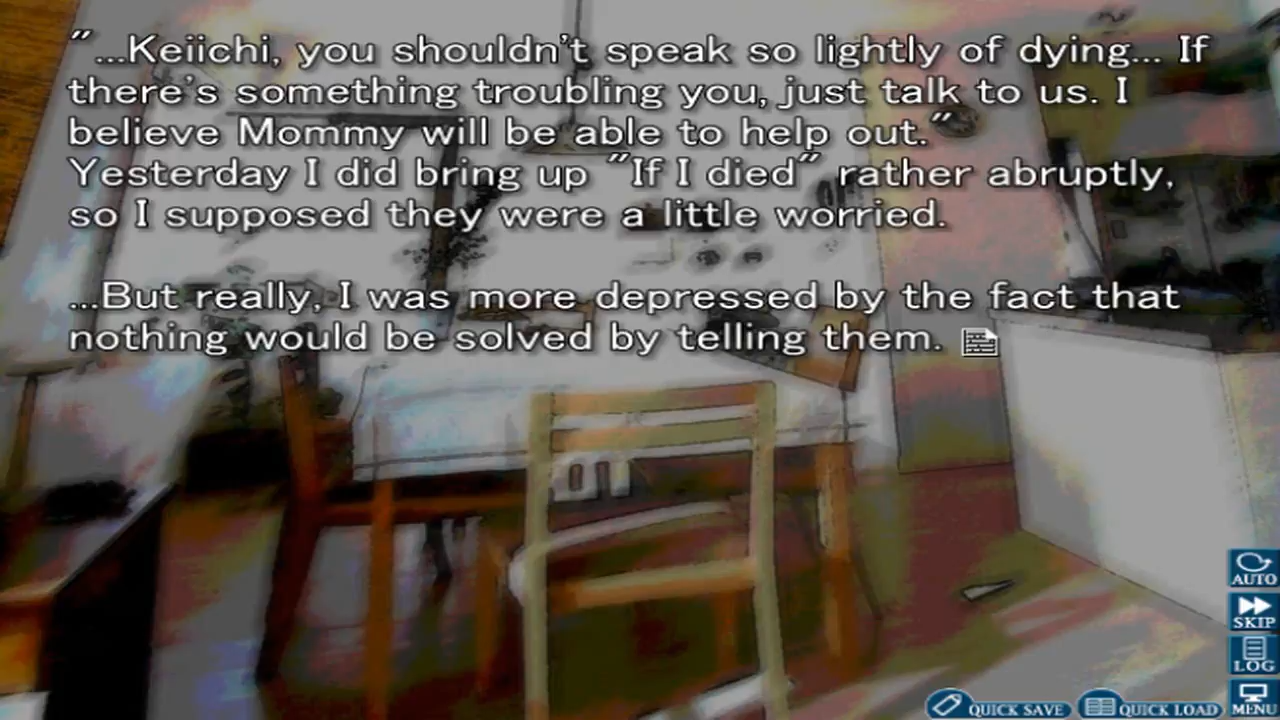 "...Keiichi, you shouldn't speak so lightly of dying... If
there's something troubling you, just talk to us. I
believe Mommy will be able to help out."
Yesterday I did bring up "If I died" rather abruptly,
so I supposed they were a little worried.
...But really, I was more depressed by the fact that
nothing would be solved by telling them.
AUTO
SKIP
LOG
MENU
QUICK SAVE
QUICK LOAD